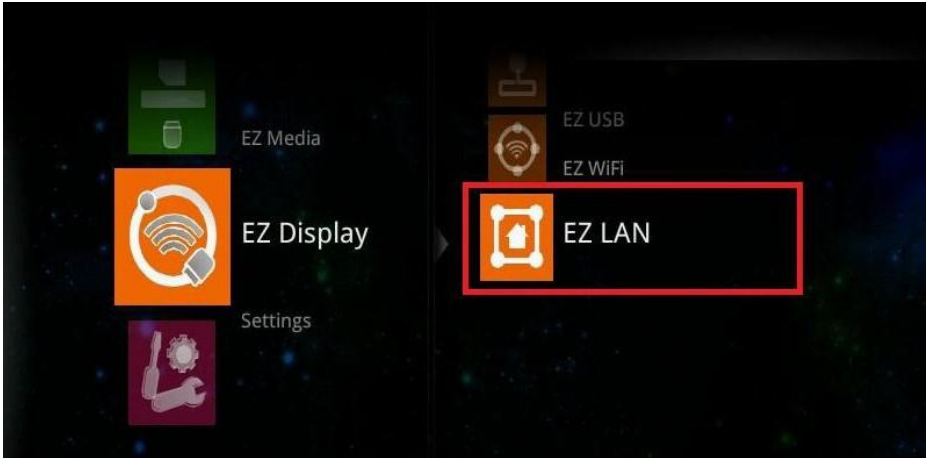 EZ Media
EZ Display
Settings
EZ USB
EZ WiFi
EZ LAN